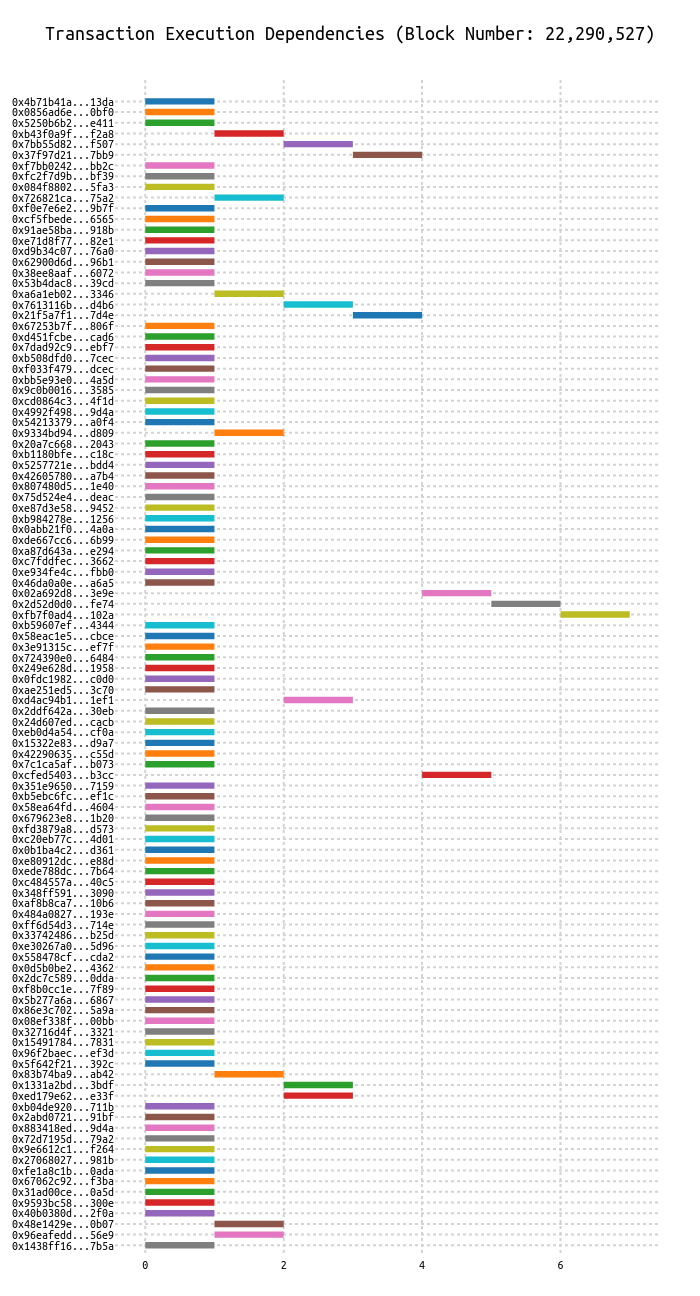 Transaction Execution Dependencies (Block Number: 22,290,527)
0x4b71b41a...13da
0x0856ad6e...0bf0
0x5250b6b2...e411
0xb43f0a9f...f2a8
0x7bb55d82...f507
0x37f97d21...7bb9
0xf7bb0242...bb2c
0xfc2f7d9b...bf39
0x084f8802...5fa3
0x726821ca...75a2
0xf0e7e6e2...9b7f
0xcf5fbede...6565
0x91ae58ba...918b
0xe71d8f77...82e1
0xd9b34c07...76a0
0x62900d6d...96b1
0x38ee8aaf...6072
0x53b4dac8...39cd
0xa6a1eb02...3346
0x7613116b...d4b6
0x21f5a7f1...7d4e
0x67253b7f...806f
0xd451fcbe...cad6
0x7dad92c9...ebf7
0xb508dfd0...7cec
0xf033f479...dcec
0xbb5e93e0...4a5d
0x9c0b0016...3585
0xcd0864c3...4f1d
0x4992f498...9d4a
0x54213379...a0f4
0x9334bd94...d809
0x20a7c668...2043
0xb1180bfe...c18c
0x5257721e...bdd4
0x42605780...a7b4
0x807480d5...1e40
0x75d524e4...deac
0xe87d3e58...9452
0xb984278e...1256
0x0abb21f0...4a0a
0xde667cc6...6b99
0xa87d643a...e294
0xc7fddfec...3662
0xe934fe4c...fbb0
0x46da0a0e...a6a5
0x02a692d8...3e9e
0x2d52d0d0...fe74
0xfb7f0ad4...102a
0xb59607ef...4344
0x58eac1e5...cbce
0x3e91315c...ef7f
0x724390e0...6484
0x249e628d...1958
0x0fdc1982...c0d0
0xae251ed5...3c70
0xd4ac94b1...1ef1
0x2ddf642a...30eb
0x24d607ed...cacb
0xeb0d4a54...cf0a
0x15322e83...d9a7
0x42290635...c55d
0x7c1ca5af...b073
0xcfed5403...b3cc
0x351e9650...7159
0xb5ebc6fc...ef1c
0x58ea64fd...4604
0x679623e8...1b20
0xfd3879a8...d573
0xc20eb77c...4d01
0x0b1ba4c2...d361
0xe80912dc...e88d
0xede788dc...7b64
0xc484557a...40c5
0x348ff591...3090
0xaf8b8ca7...10b6
0x484a0827...193e
0xff6d54d3...714e
0x33742486...b25d
0xe30267a0...5d96
0x558478cf...cda2
0x0d5b0be2...4362
0x2dc7c589...0dda
0xf8b0cc1e...7f89
0x5b277a6a...6867
0x86e3c702...5a9a
0x08ef338f...00bb
0x32716d4f...3321
0x15491784...7831
0x96f2baec...ef3d
0x5f642f21...392c
0x83b74ba9...ab42
0x1331a2bd...3bdf
0xed179e62...e33f
0xb04de920...711b
0x2abd0721...91bf
0x883418ed...9d4a
0x72d7195d...79a2
0x9e6612c1...f264
0x27068027...981b
0xfe1a8c1b...0ada
0x67062c92...f3ba
0x31ad00ce...0a5d
0x9593bc58...300e
0x40b0380d...2f0a
0x48e1429e...0b07
0x96eafedd...56e9
0x1438ff16...7b5a
0 2 4 6